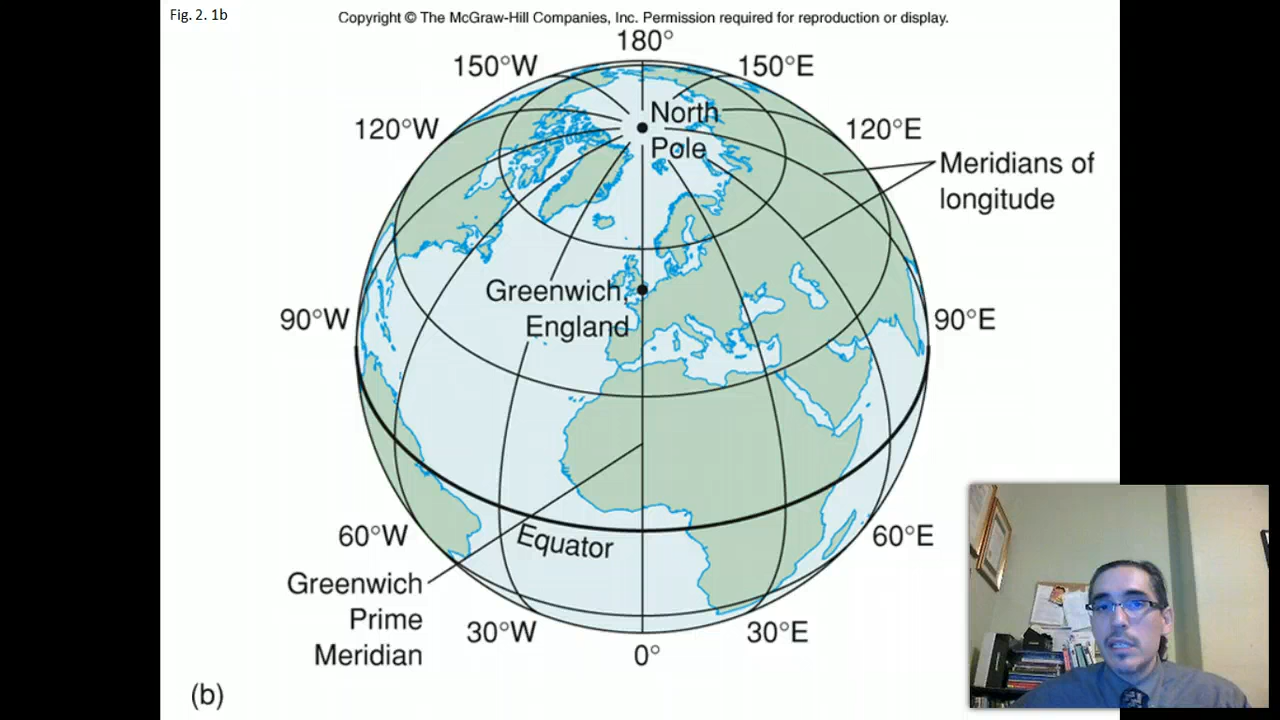 Fig. 2. 1b
Copyright © The McGraw-Hill Companies, Inc. Permission required for reproduction or display.
180°
150°W
150°E
North
Pole
120°W
120°E
Meridians of
longitude
Greenwich,
England
90°W
90°E
60°W
Equator
60°E
Greenwich
Prime
Meridian
30°W
30°E
0°
(b)